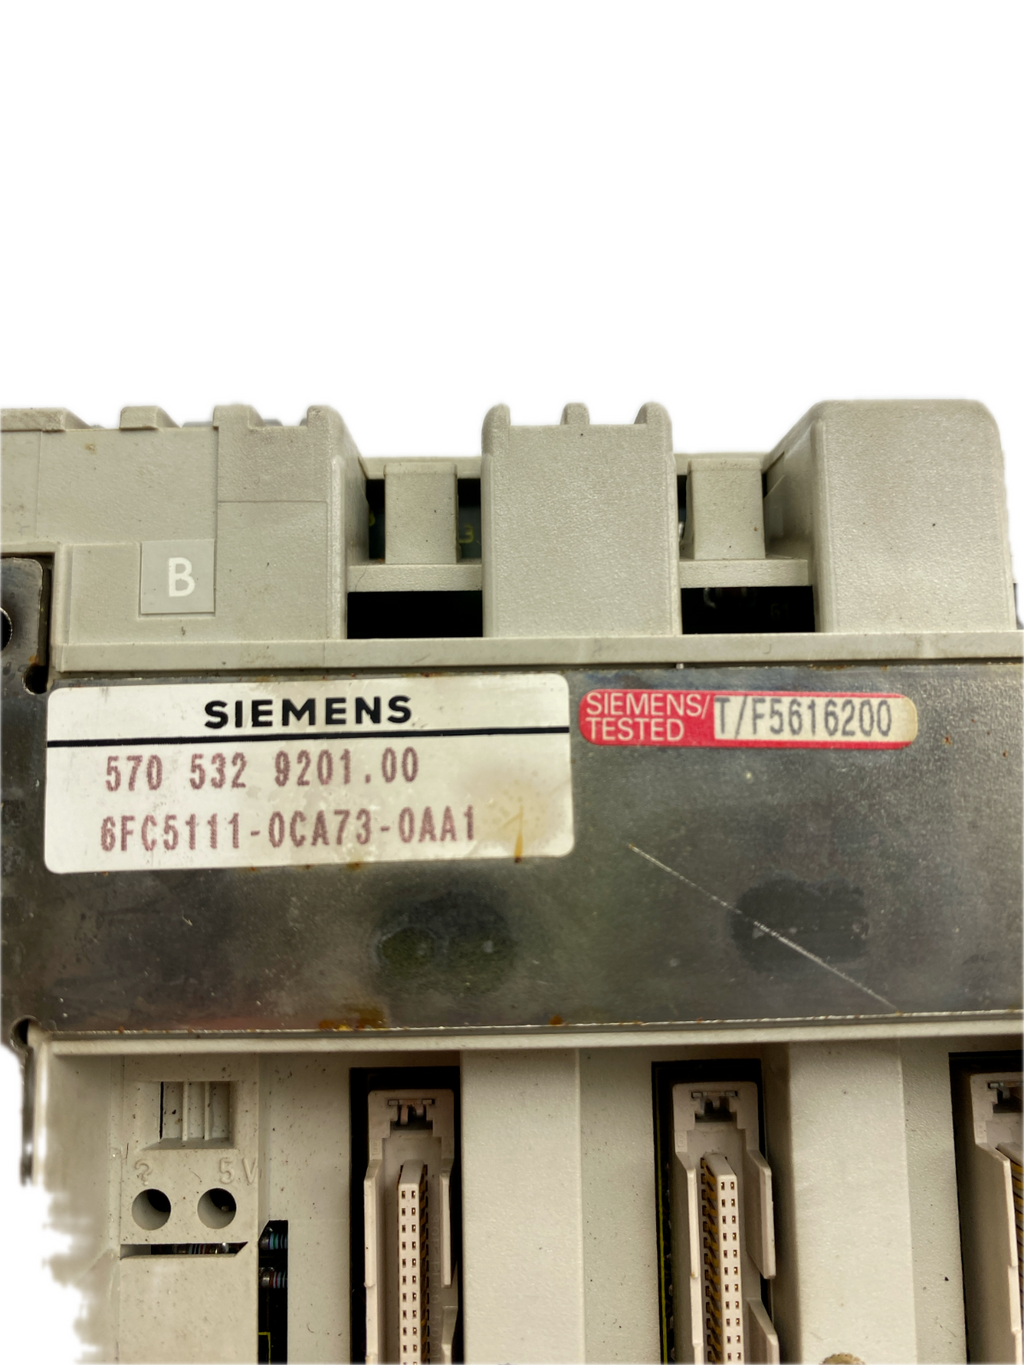 B
SIEMENS
570 532 9201.00
6FC5111-0CA73-0AA1
SIEMENS/
TESTED
T/F5616200
5V